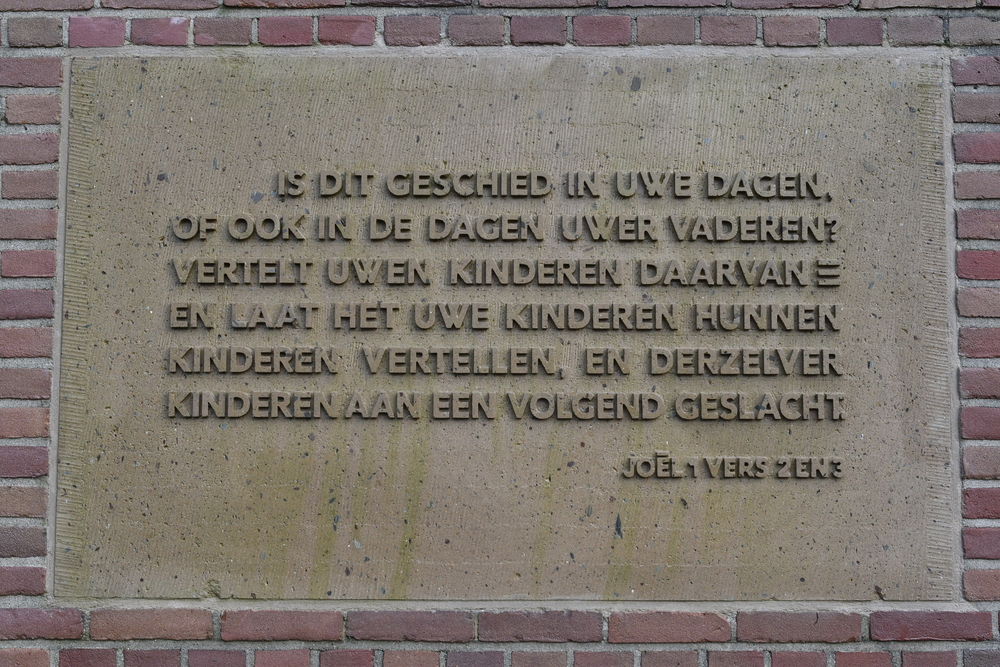 IS DIT GESCHIED IN UWE DAGEN,
OF OOK IN DE DAGEN UWER VADEREN?
VERTELT UWEN KINDEREN DAARVAN =
EN LAAT HET UWE KINDEREN HUNNEN
KINDEREN VERTELLEN, EN DERZELVER
KINDEREN AAN EEN VOLGEND GESLACHT.
JOËL 1 VERS 2 EN 3